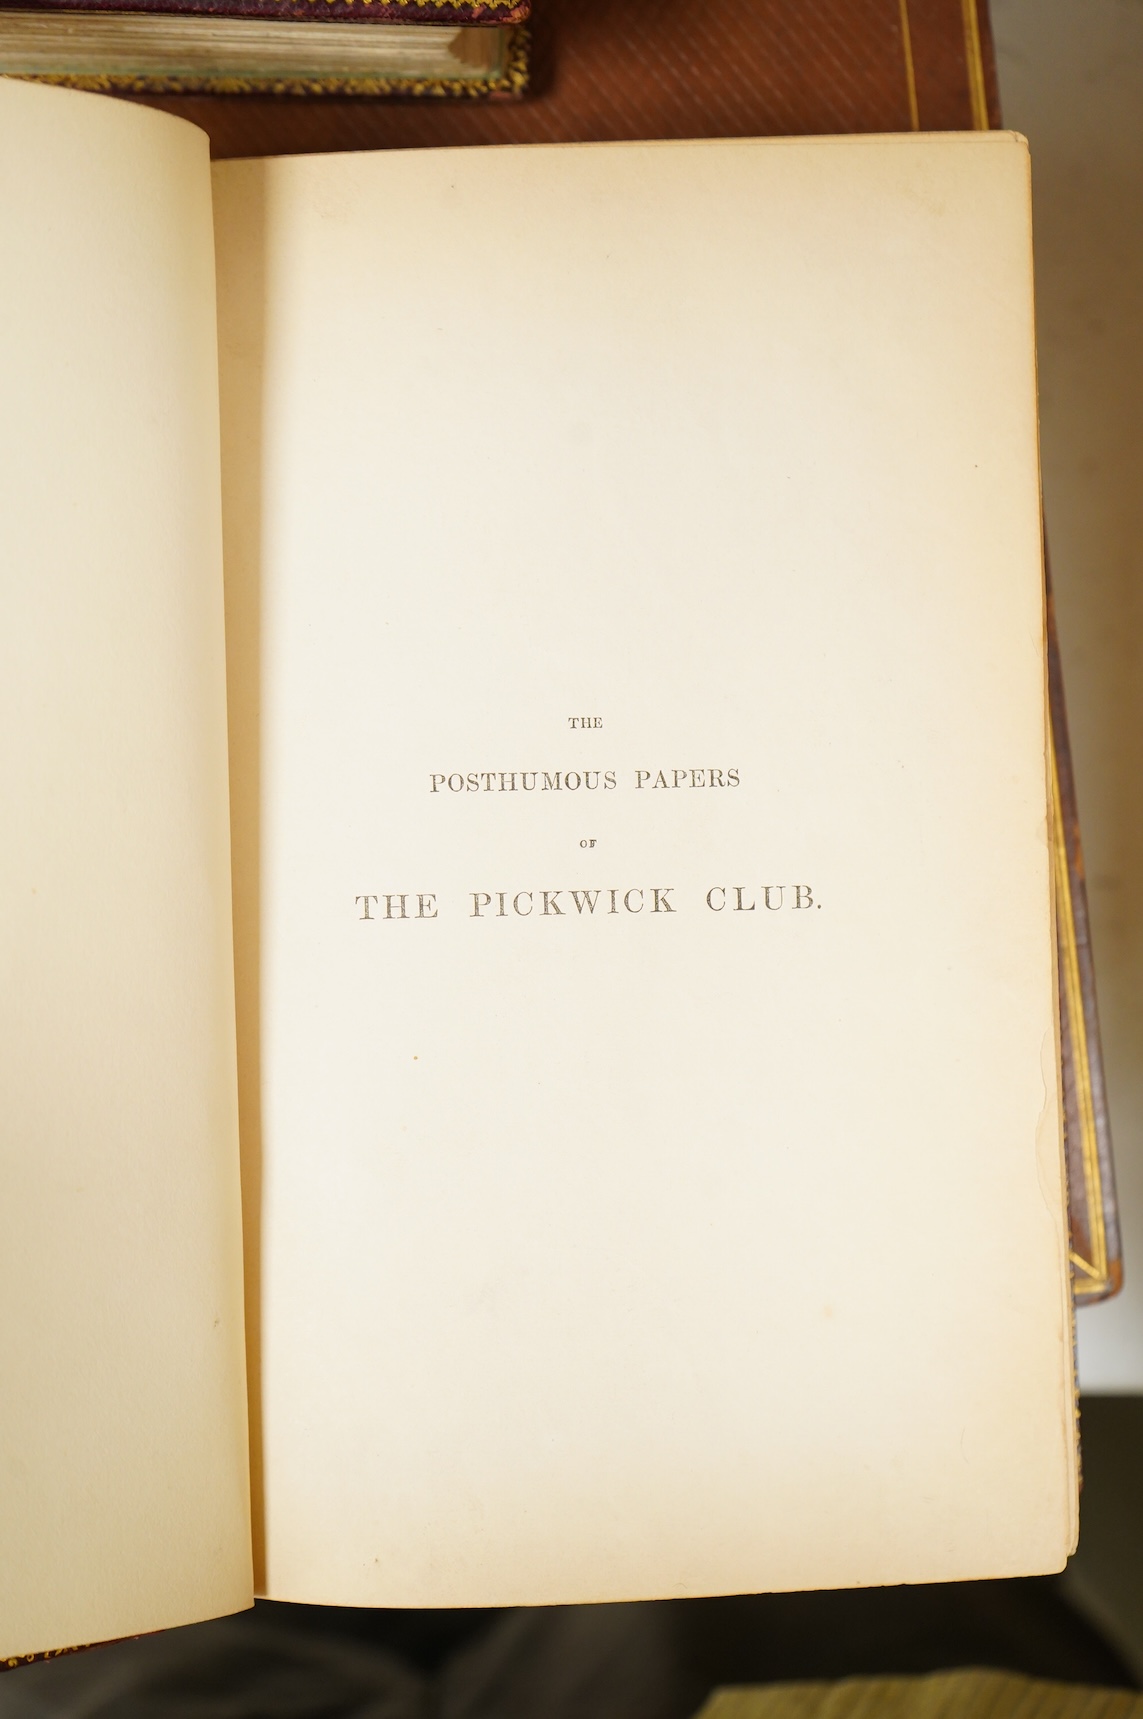 THE
POSTHUMOUS PAPERS
OF
THE PICKWICK CLUB.